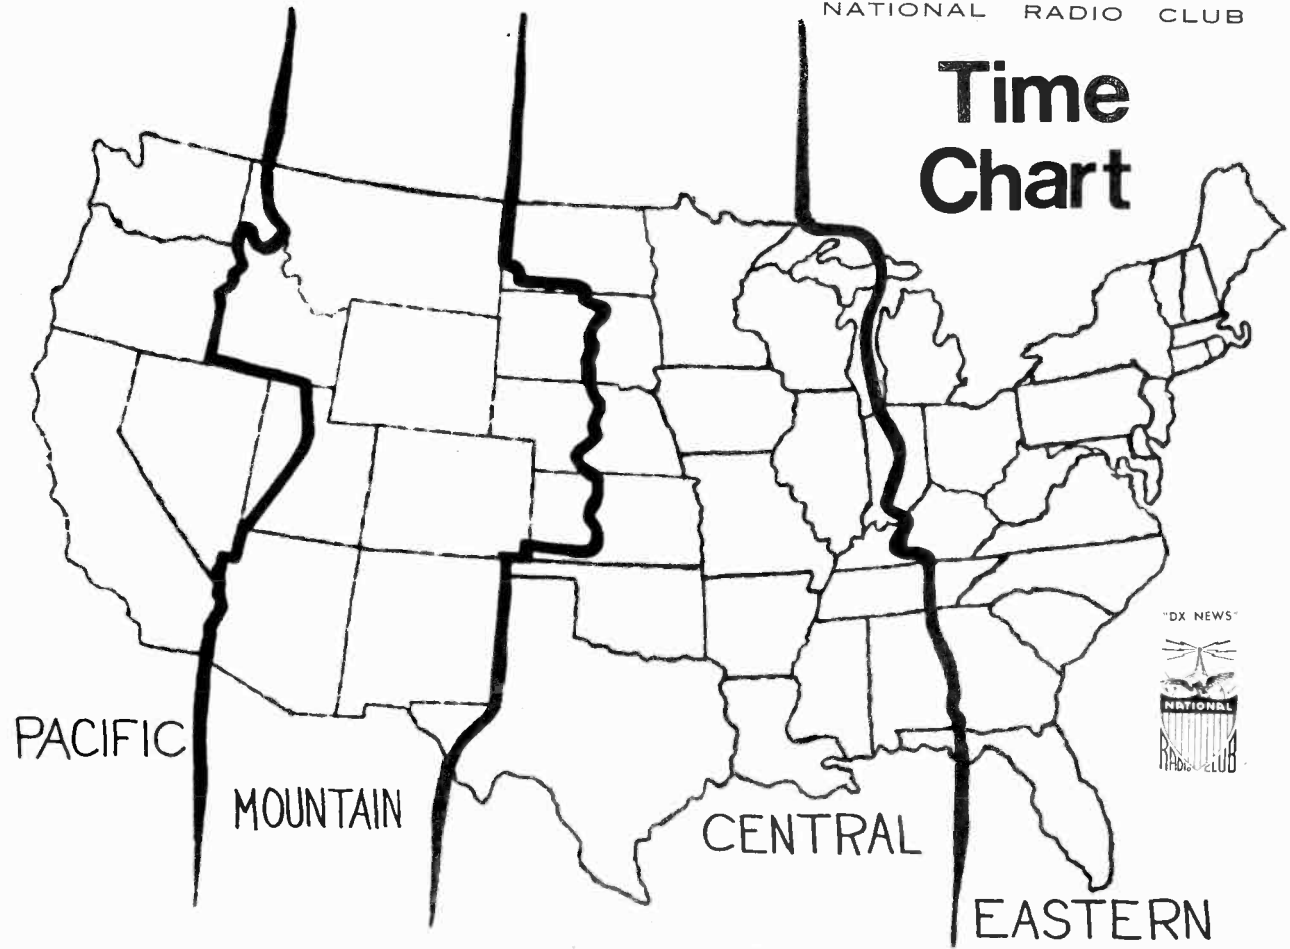 NATIONAL RADIO CLUB
Time
Chart
"DX NEWS"
NATIONAL
RADIO CLUB
PACIFIC
MOUNTAIN
CENTRAL
EASTERN